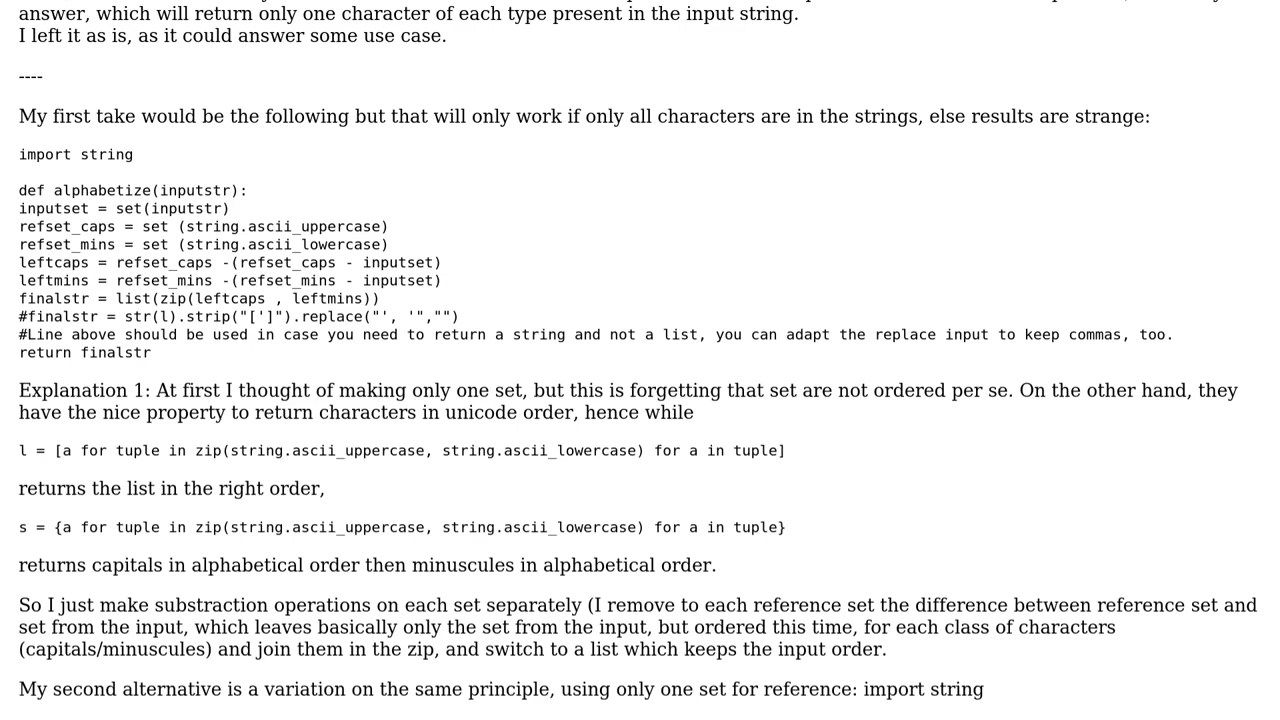 answer, which will return only one character of each type present in the input string.
I left it as is, as it could answer some use case.
----
My first take would be the following but that will only work if only all characters are in the strings, else results are strange:
import string
def alphabetize(inputstr):
inputset = set(inputstr)
refset_caps = set (string.ascii_uppercase)
refset_mins = set (string.ascii_lowercase)
leftcaps = refset_caps -(refset_caps - inputset)
leftmins = refset_mins -(refset_mins - inputset)
finalstr = list(zip(leftcaps , leftmins))
#finalstr = str(l).strip("[']").replace("', '","")
#Line above should be used in case you need to return a string and not a list, you can adapt the replace input to keep commas, too.
return finalstr
Explanation 1: At first I thought of making only one set, but this is forgetting that set are not ordered per se. On the other hand, they
have the nice property to return characters in unicode order, hence while
l = [a for tuple in zip(string.ascii_uppercase, string.ascii_lowercase) for a in tuple]
returns the list in the right order,
s = {a for tuple in zip(string.ascii_uppercase, string.ascii_lowercase) for a in tuple}
returns capitals in alphabetical order then minuscules in alphabetical order.
So I just make substraction operations on each set separately (I remove to each reference set the difference between reference set and
set from the input, which leaves basically only the set from the input, but ordered this time, for each class of characters
(capitals/minuscules) and join them in the zip, and switch to a list which keeps the input order.
My second alternative is a variation on the same principle, using only one set for reference: import string